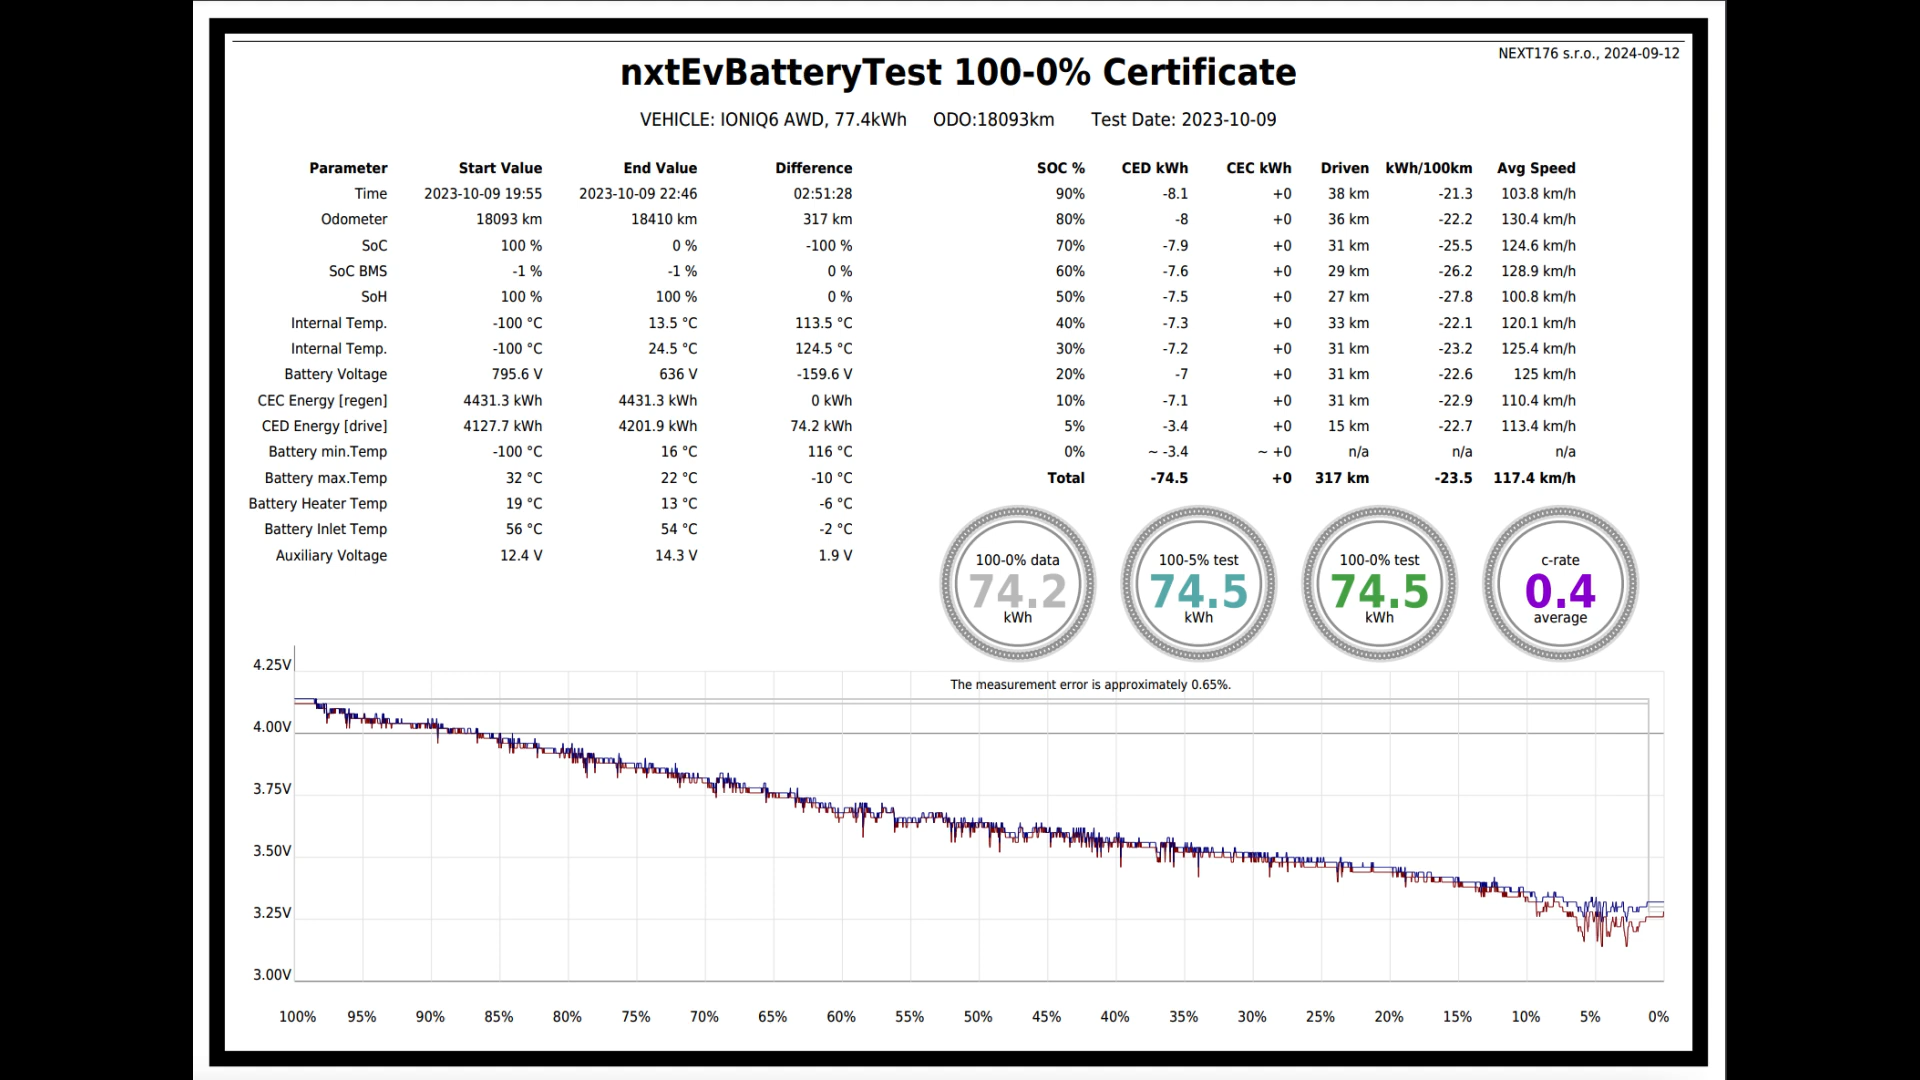 NEXT176 s.r.o., 2024-09-12
nxtEvBatteryTest 100-0% Certificate
VEHICLE: IONIQ6 AWD, 77.4kWh ODO:18093km Test Date: 2023-10-09
Parameter Start Value End Value Difference
Time 2023-10-09 19:55 2023-10-09 22:46 02:51:28
Odometer 18093 km 18410 km 317 km
SoC 100 % 0 % -100 %
SoC BMS -1 % -1 % 0 %
SoH 100 % 100 % 0 %
Internal Temp. -100 °C 13.5 °C 113.5 °C
Internal Temp. -100 °C 24.5 °C 124.5 °C
Battery Voltage 795.6 V 636 V -159.6 V
CEC Energy [regen] 4431.3 kWh 4431.3 kWh 0 kWh
CED Energy [drive] 4127.7 kWh 4201.9 kWh 74.2 kWh
Battery min.Temp -100 °C 16 °C 116 °C
Battery max.Temp 32 °C 22 °C -10 °C
Battery Heater Temp 19 °C 13 °C -6 °C
Battery Inlet Temp 56 °C 54 °C -2 °C
Auxiliary Voltage 12.4 V 14.3 V 1.9 V
SOC % CED kWh CEC kWh Driven kWh/100km Avg Speed
90% -8.1 +0 38 km -21.3 103.8 km/h
80% -8 +0 36 km -22.2 130.4 km/h
70% -7.9 +0 31 km -25.5 124.6 km/h
60% -7.6 +0 29 km -26.2 128.9 km/h
50% -7.5 +0 27 km -27.8 100.8 km/h
40% -7.3 +0 33 km -22.1 120.1 km/h
30% -7.2 +0 31 km -23.2 125.4 km/h
20% -7 +0 31 km -22.6 125 km/h
10% -7.1 +0 31 km -22.9 110.4 km/h
5% -3.4 +0 15 km -22.7 113.4 km/h
0% ~ -3.4 ~ +0 n/a n/a n/a
Total -74.5 +0 317 km -23.5 117.4 km/h
100-0% data
74.2
kWh
100-5% test
74.5
kWh
100-0% test
74.5
kWh
c-rate
0.4
average
The measurement error is approximately 0.65%.
4.25V
4.00V
3.75V
3.50V
3.25V
3.00V
100% 95% 90% 85% 80% 75% 70% 65% 60% 55% 50% 45% 40% 35% 30% 25% 20% 15% 10% 5% 0%